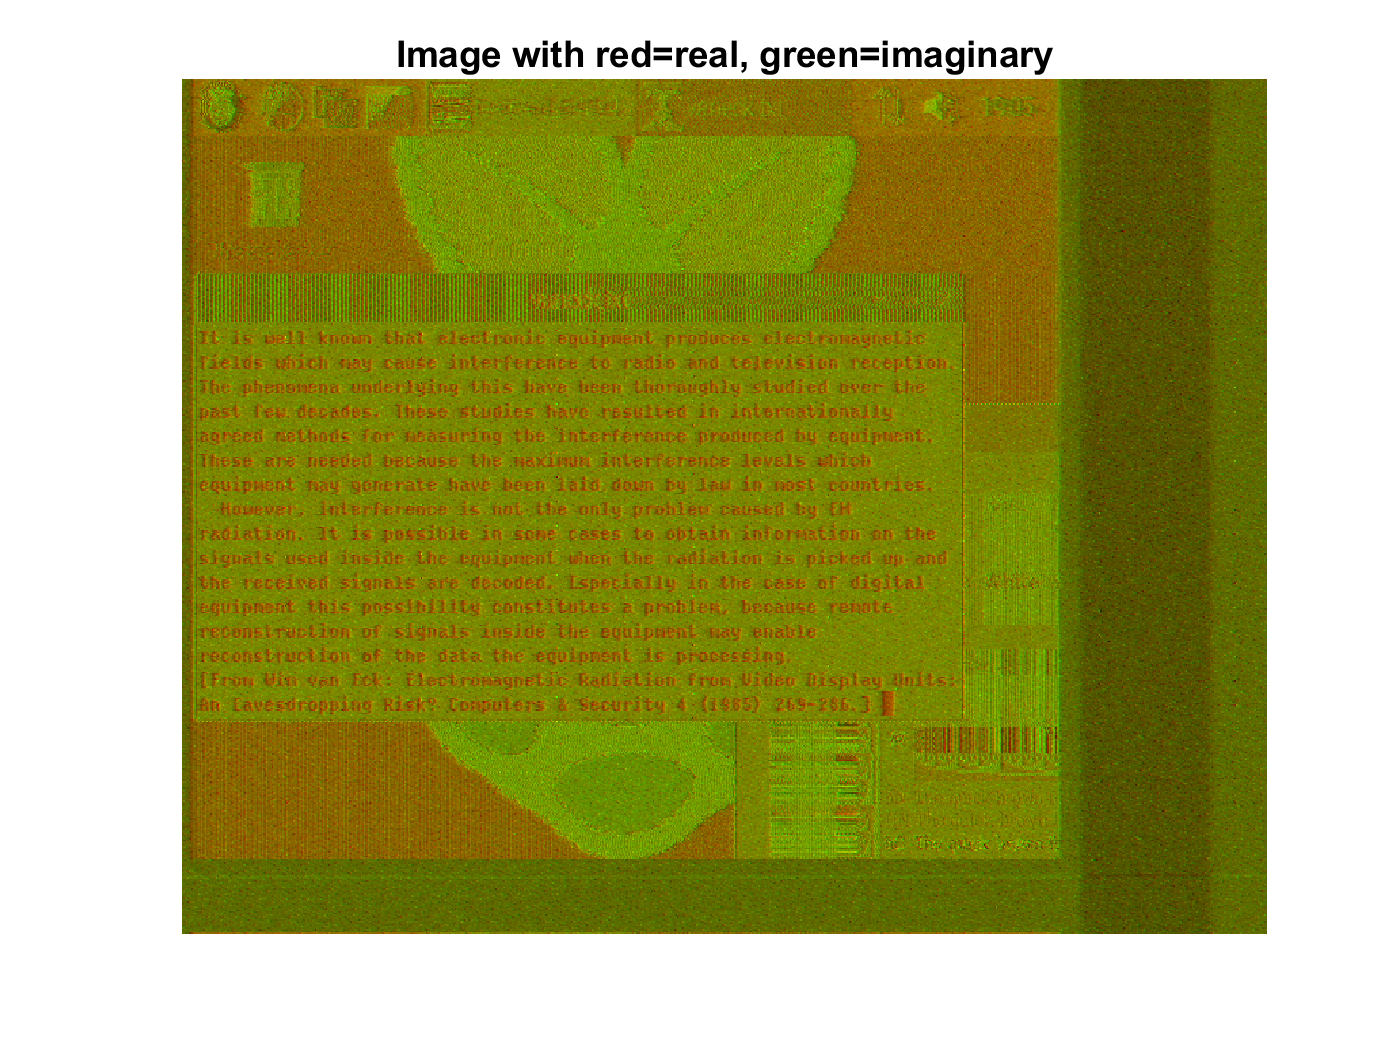 Image with red=real, green=imaginary
19:05
It is well known that electronic equipment produces electromagnetic
fields which may cause interference to radio and television reception.
The phenomena underlying this have been thoroughly studied over the
past few decades. These studies have resulted in internationally
agreed methods for measuring the interference produced by equipment.
These are needed because the maximum interference levels which
equipment may generate have been laid down by law in most countries.
However, interference is not the only problem caused by EM
radiation. It is possible in some cases to obtain information on the
signals used inside the equipment when the radiation is picked up and
the received signals are decoded. Especially in the case of digital
equipment this possibility constitutes a problem, because remote
reconstruction of signals inside the equipment may enable
reconstruction of the data the equipment is processing.
[From Wim van Eck: Electromagnetic Radiation from Video Display Units:
An Eavesdropping Risk? Computers & Security 4 (1985) 269-286.]
White